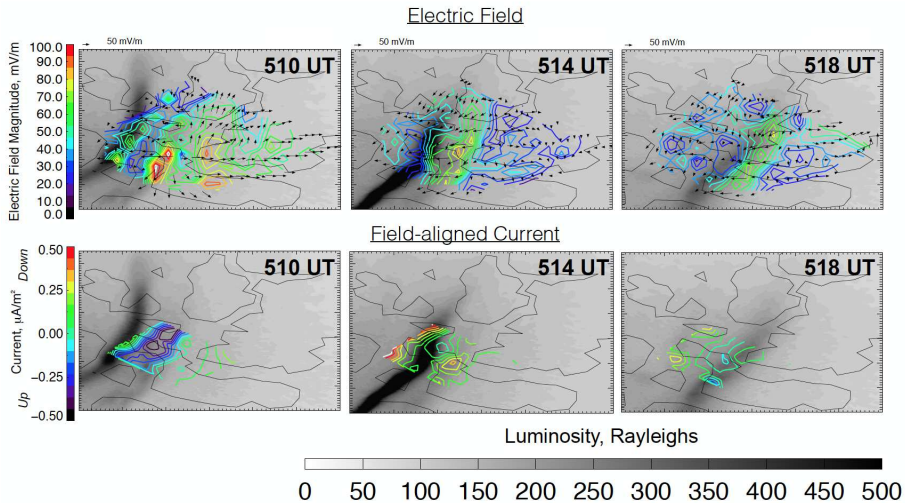 Electric Field
50 mV/m
50 mV/m
50 mV/m
Electric Field Magnitude, mV/m
100.0
90.0
80.0
70.0
60.0
50.0
40.0
30.0
20.0
10.0
0.0
510 UT
514 UT
518 UT
Field-aligned Current
Current, μA/m²
Down
Up
0.50
0.25
0.00
−0.25
−0.50
510 UT
514 UT
518 UT
Luminosity, Rayleighs
0 50 100 150 200 250 300 350 400 450 500